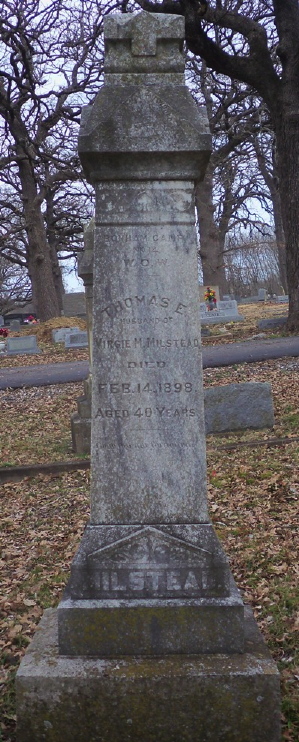 W.O.W.
THOMAS E.
HUSBAND OF
VIRGIE M. MILSTEAD
DIED
FEB. 14, 1898
AGED 40 YEARS
MILSTEAD